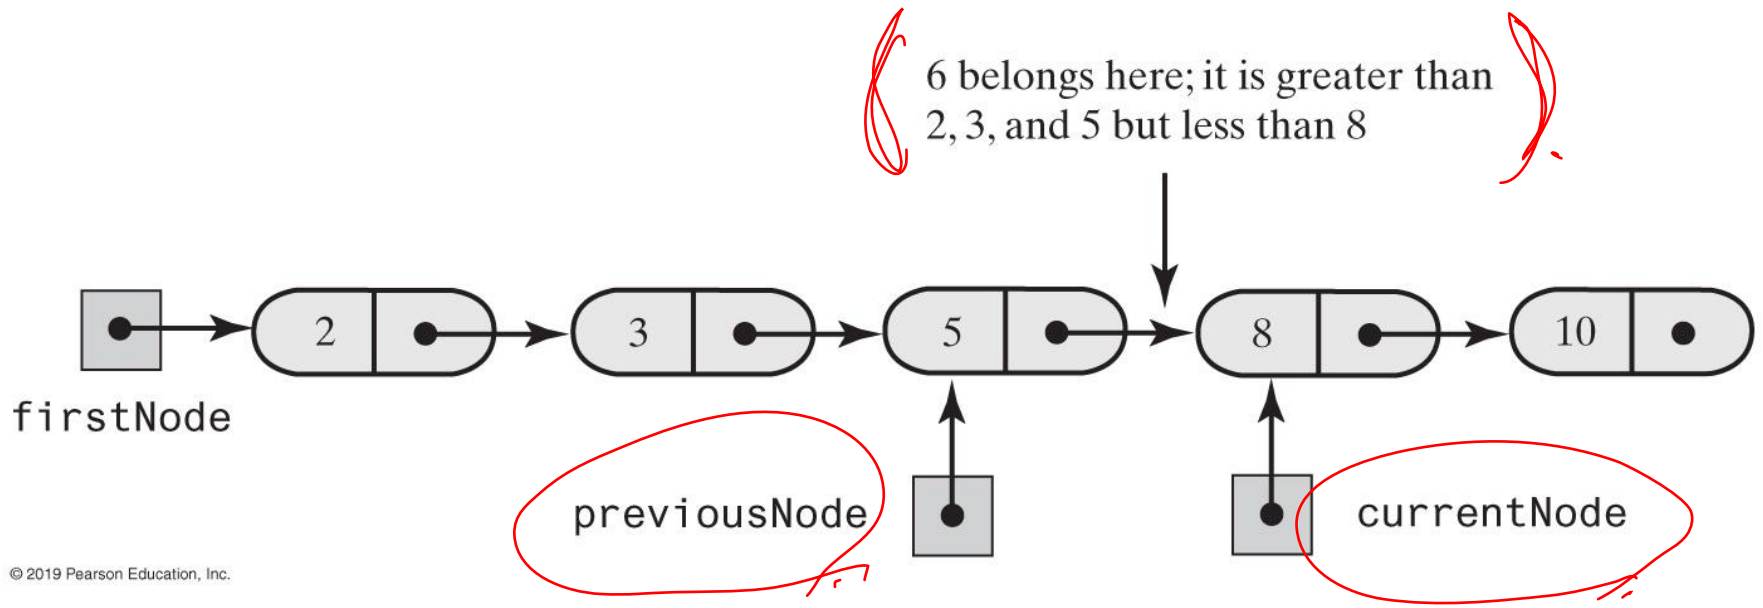 6 belongs here; it is greater than
2, 3, and 5 but less than 8
2
3
5
8
10
firstNode
previousNode
currentNode
© 2019 Pearson Education, Inc.